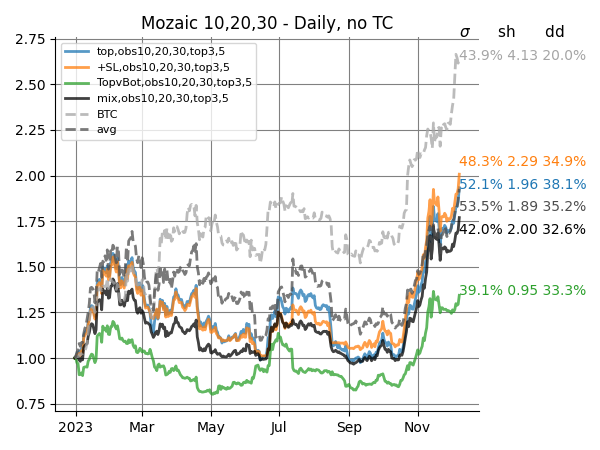 Mozaic 10,20,30 - Daily, no TC
σ sh dd
2.75
2.50
2.25
2.00
1.75
1.50
1.25
1.00
0.75
top,obs10,20,30,top3,5
+SL,obs10,20,30,top3,5
TopvBot,obs10,20,30,top3,5
mix,obs10,20,30,top3,5
BTC
avg
43.9% 4.13 20.0%
48.3% 2.29 34.9%
52.1% 1.96 38.1%
53.5% 1.89 35.2%
42.0% 2.00 32.6%
39.1% 0.95 33.3%
2023 Mar May Jul Sep Nov